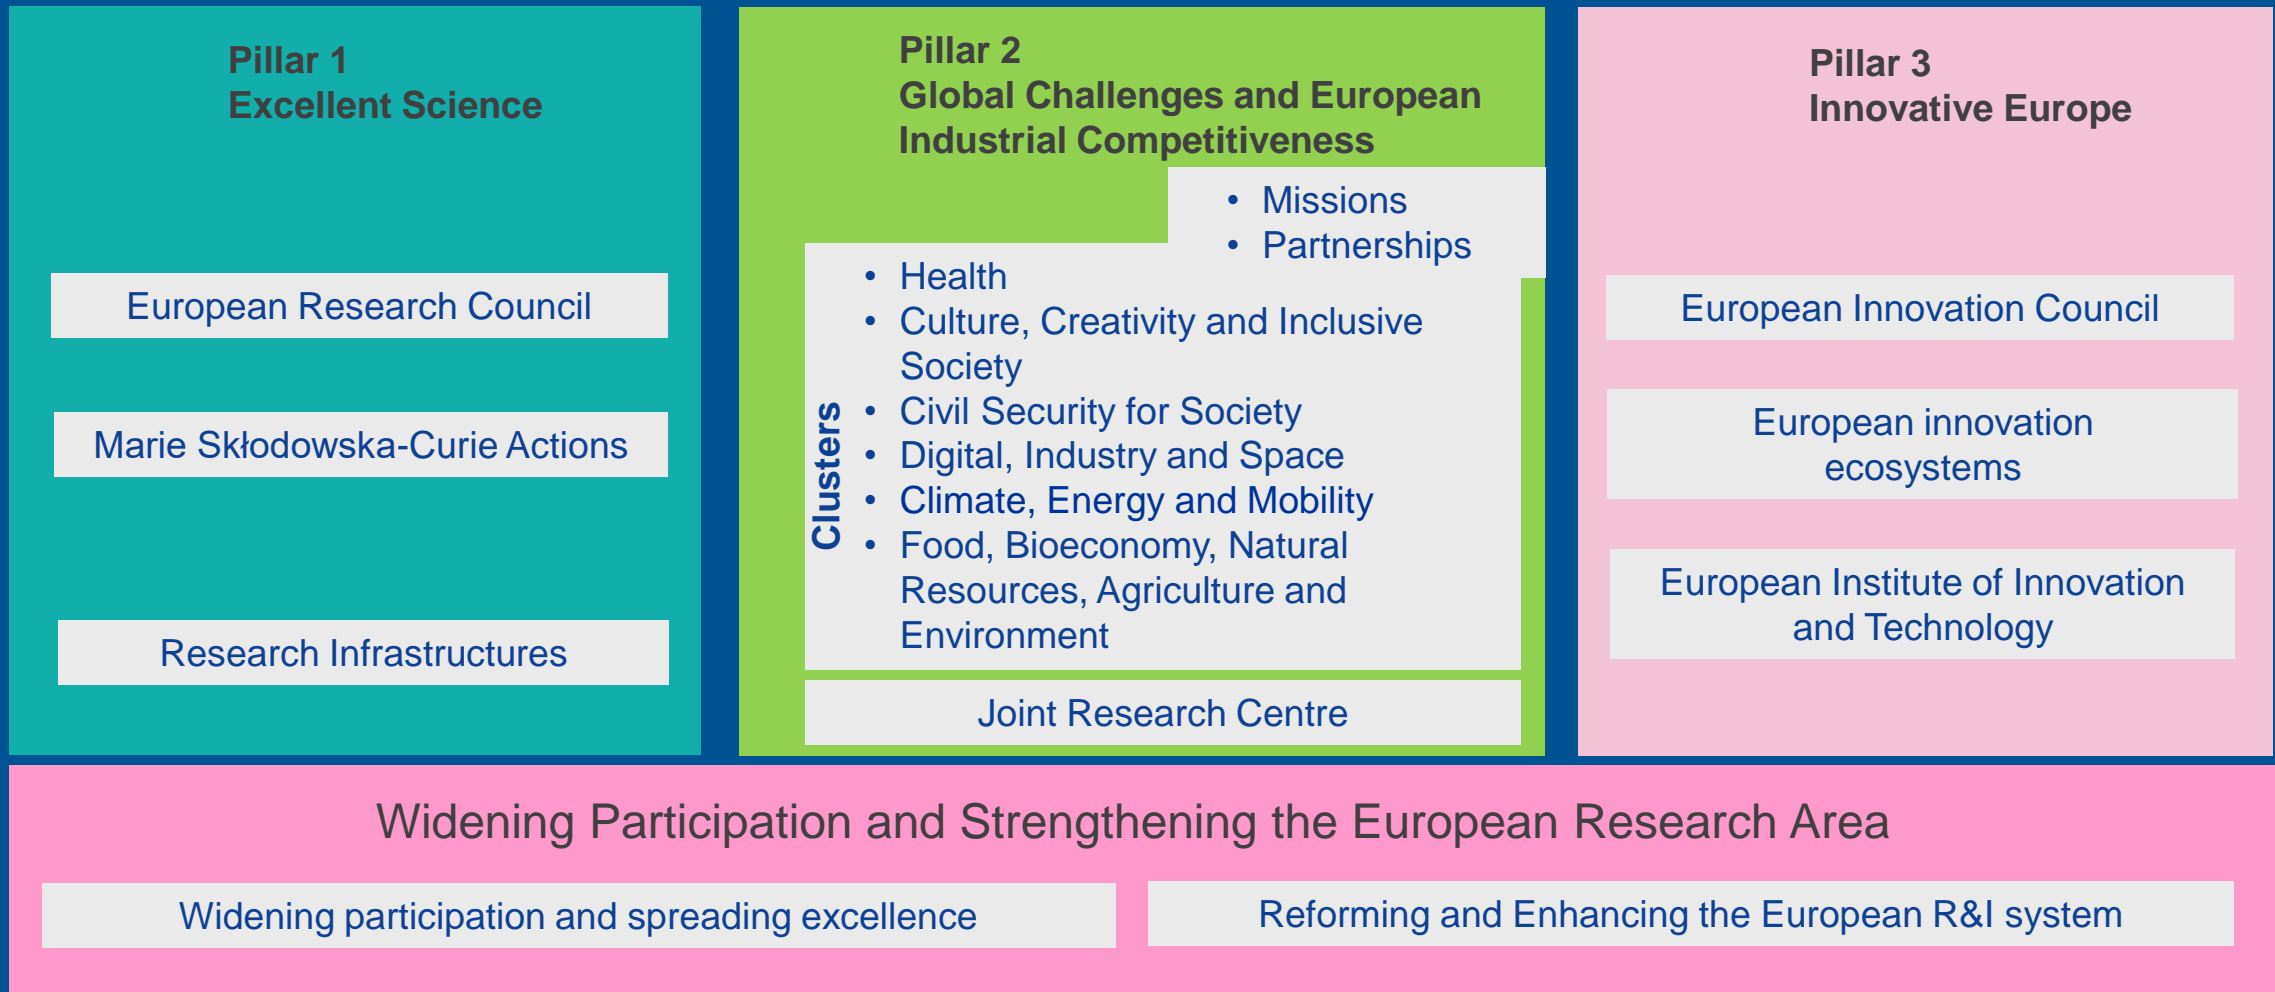 Pillar 1
Excellent Science
European Research Council
Marie Skłodowska-Curie Actions
Research Infrastructures
Pillar 2
Global Challenges and European
Industrial Competitiveness
• Missions
• Partnerships
Clusters
• Health
• Culture, Creativity and Inclusive
Society
• Civil Security for Society
• Digital, Industry and Space
• Climate, Energy and Mobility
• Food, Bioeconomy, Natural
Resources, Agriculture and
Environment
Joint Research Centre
Pillar 3
Innovative Europe
European Innovation Council
European innovation
ecosystems
European Institute of Innovation
and Technology
Widening Participation and Strengthening the European Research Area
Widening participation and spreading excellence
Reforming and Enhancing the European R&I system